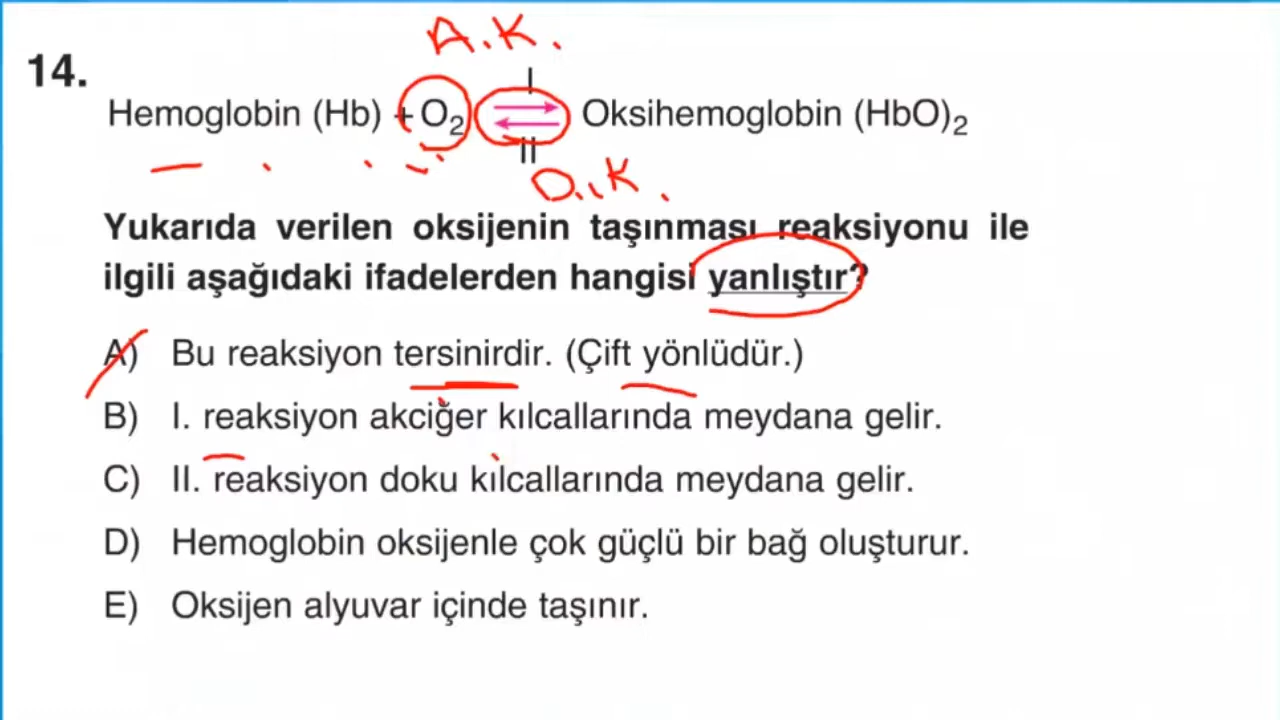 A.K.
14.
I
Hemoglobin (Hb) + O₂ ⇌ Oksihemoglobin (HbO)₂
II
D.K.
Yukarıda verilen oksijenin taşınması reaksiyonu ile
ilgili aşağıdaki ifadelerden hangisi yanlıştır?
A) Bu reaksiyon tersinirdir. (Çift yönlüdür.)
B) I. reaksiyon akciğer kılcallarında meydana gelir.
C) II. reaksiyon doku kılcallarında meydana gelir.
D) Hemoglobin oksijenle çok güçlü bir bağ oluşturur.
E) Oksijen alyuvar içinde taşınır.